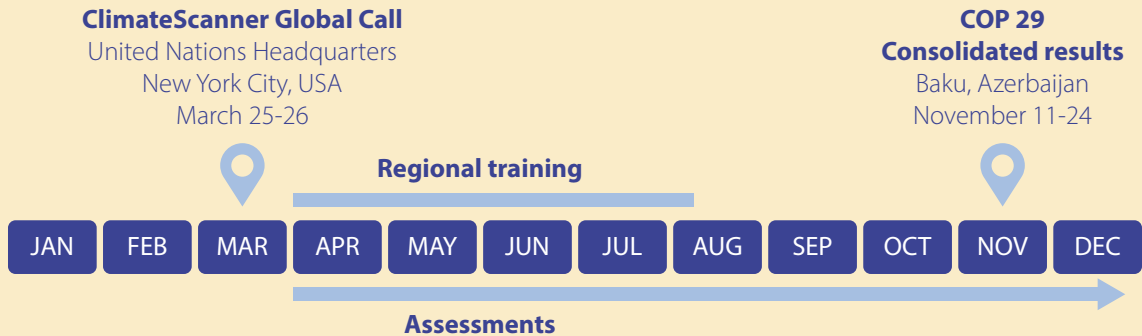 ClimateScanner Global Call
United Nations Headquarters
New York City, USA
March 25-26
COP 29
Consolidated results
Baku, Azerbaijan
November 11-24
Regional training
JAN FEB MAR APR MAY JUN JUL AUG SEP OCT NOV DEC
Assessments